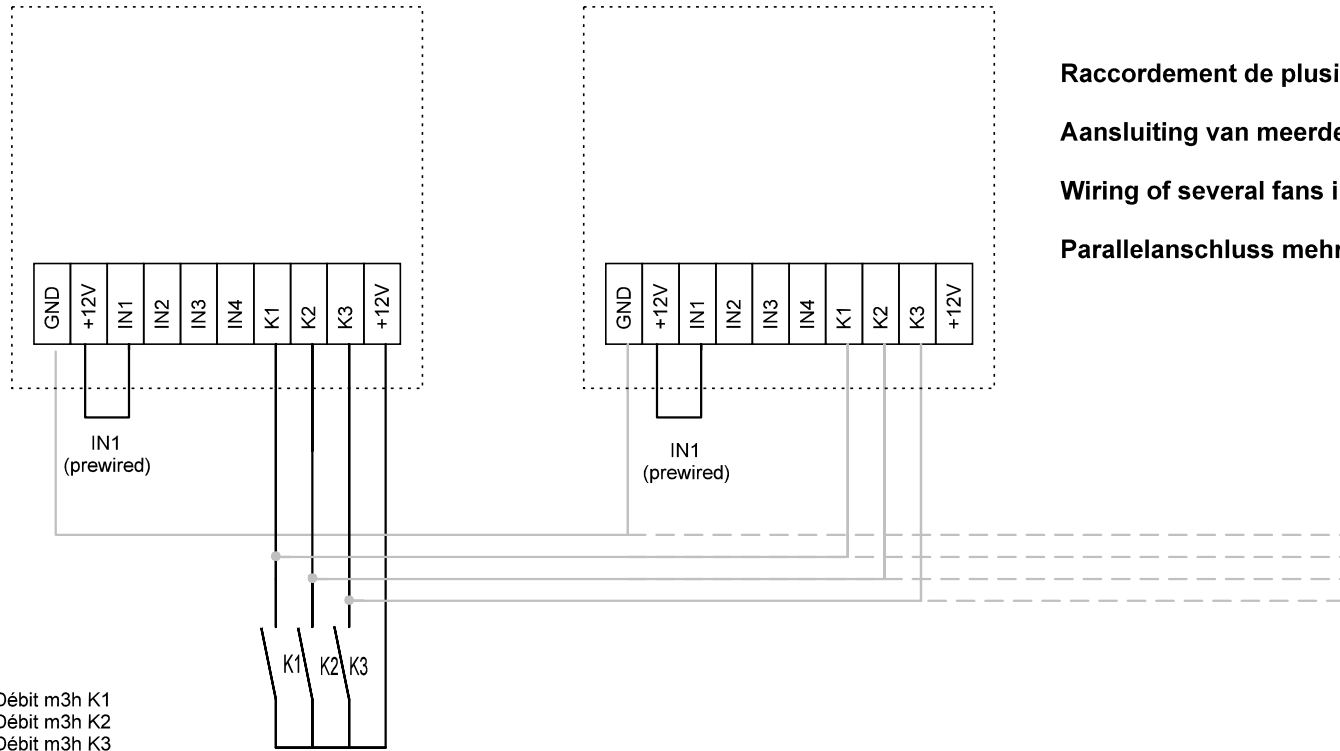 Raccordement de plusi
Aansluiting van meerde
Wiring of several fans i
Parallelanschluss mehr
GND +12V IN1 IN2 IN3 IN4 K1 K2 K3 +12V
GND +12V IN1 IN2 IN3 IN4 K1 K2 K3 +12V
IN1
(prewired)
IN1
(prewired)
K1 K2 K3
Débit m3h K1
Débit m3h K2
Débit m3h K3